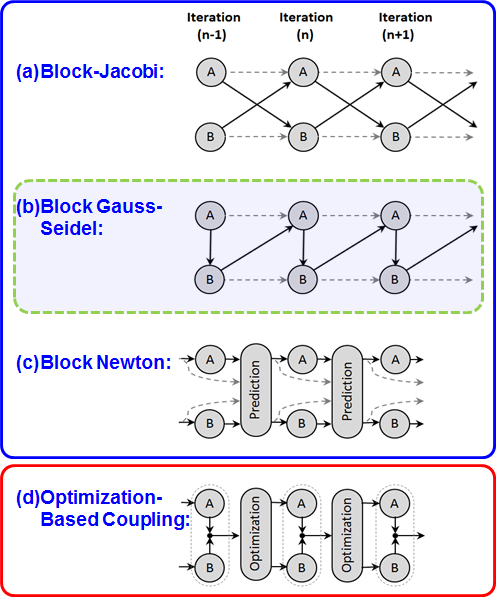 Iteration Iteration Iteration
(n-1) (n) (n+1)
(a)Block-Jacobi:
A A A
B B B
(b)Block Gauss-
Seidel:
A A A
B B B
(c)Block Newton:
A A A
Prediction Prediction
B B B
(d)Optimization-
Based Coupling:
A A A
Optimization Optimization
B B B